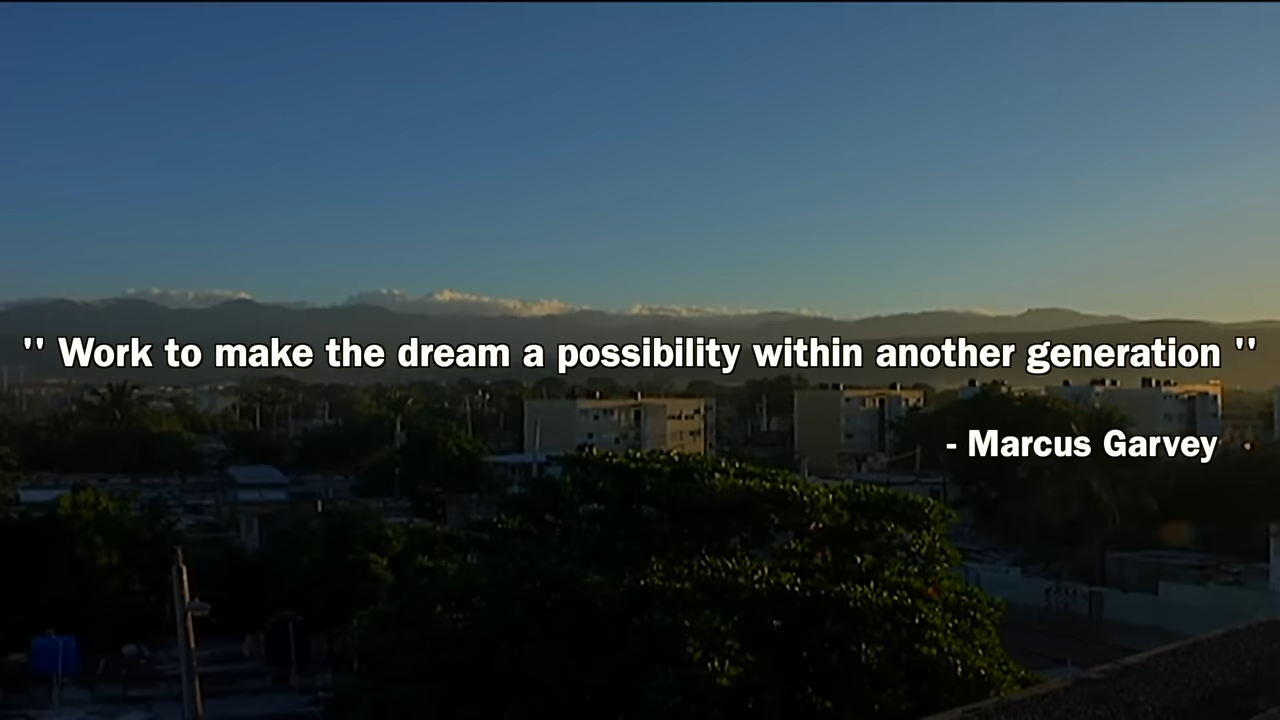 '' Work to make the dream a possibility within another generation ''
- Marcus Garvey